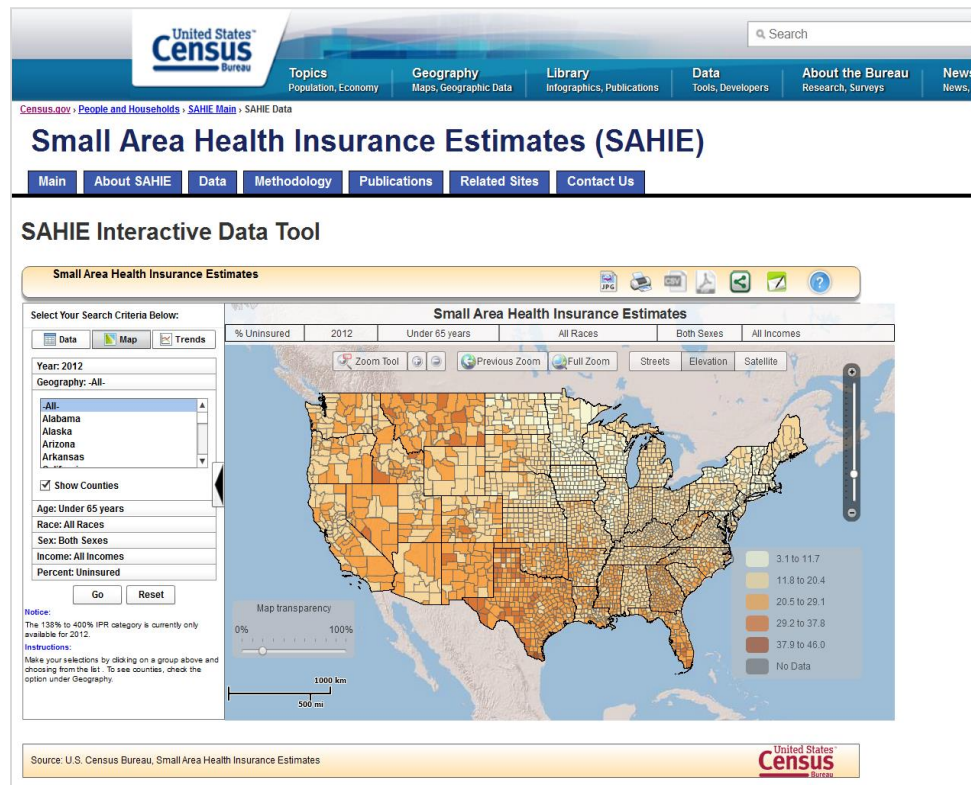 United States™
Census
Bureau
Search
Topics
Population, Economy
Geography
Maps, Geographic Data
Library
Infographics, Publications
Data
Tools, Developers
About the Bureau
Research, Surveys
News
News,
Census.gov › People and Households › SAHIE Main › SAHIE Data
Small Area Health Insurance Estimates (SAHIE)
Main About SAHIE Data Methodology Publications Related Sites Contact Us
SAHIE Interactive Data Tool
Small Area Health Insurance Estimates
JPG
CSV
Select Your Search Criteria Below:
Data Map Trends
Year: 2012
Geography: -All-
-All-
Alabama
Alaska
Arizona
Arkansas
Show Counties
Age: Under 65 years
Race: All Races
Sex: Both Sexes
Income: All Incomes
Percent: Uninsured
Go Reset
Notice:
The 138% to 400% IPR category is currently only
available for 2012.
Instructions:
Make your selections by clicking on a group above and
choosing from the list . To see counties, check the
option under Geography.
Small Area Health Insurance Estimates
% Uninsured 2012 Under 65 years All Races Both Sexes All Incomes
Zoom Tool Previous Zoom Full Zoom Streets Elevation Satellite
Map transparency
0% 100%
1000 km
500 mi
3.1 to 11.7
11.8 to 20.4
20.5 to 29.1
29.2 to 37.8
37.9 to 46.0
No Data
Source: U.S. Census Bureau, Small Area Health Insurance Estimates
United States™
Census
Bureau